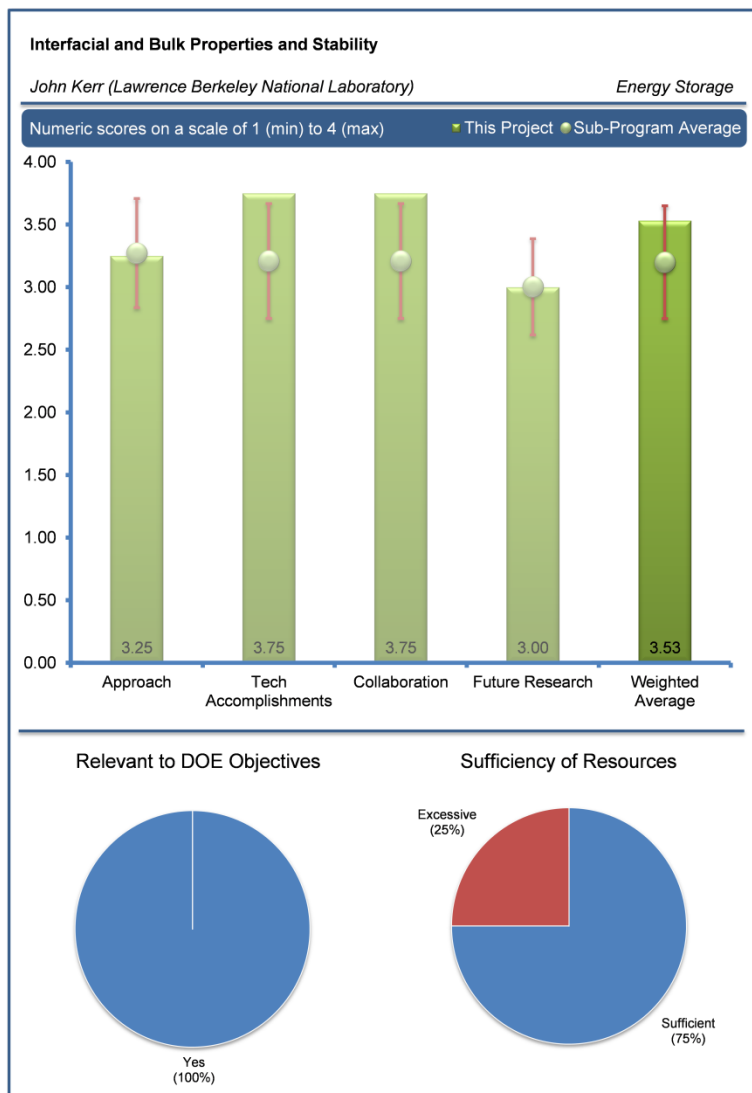 Interfacial and Bulk Properties and Stability
John Kerr (Lawrence Berkeley National Laboratory) Energy Storage
Numeric scores on a scale of 1 (min) to 4 (max) This Project Sub-Program Average
4.00
3.50
3.00
2.50
2.00
1.50
1.00
0.50
0.00
3.25 3.75 3.75 3.00 3.53
Approach Tech Collaboration Future Research Weighted
Accomplishments Average
Relevant to DOE Objectives Sufficiency of Resources
Excessive
(25%)
Sufficient
(75%)
Yes
(100%)